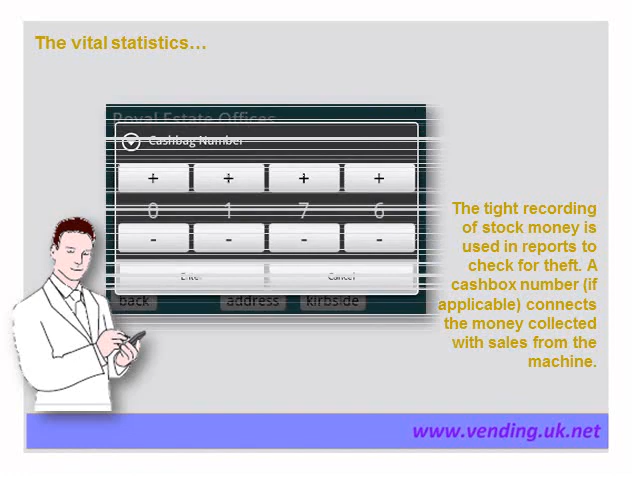 The vital statistics…
Royal Estate Offices
Cashbag Number
+ + + +
0 1 7 6
- - - -
Enter Cancel
back address kirbside
The tight recording
of stock money is
used in reports to
check for theft. A
cashbox number (if
applicable) connects
the money collected
with sales from the
machine.
www.vending.uk.net